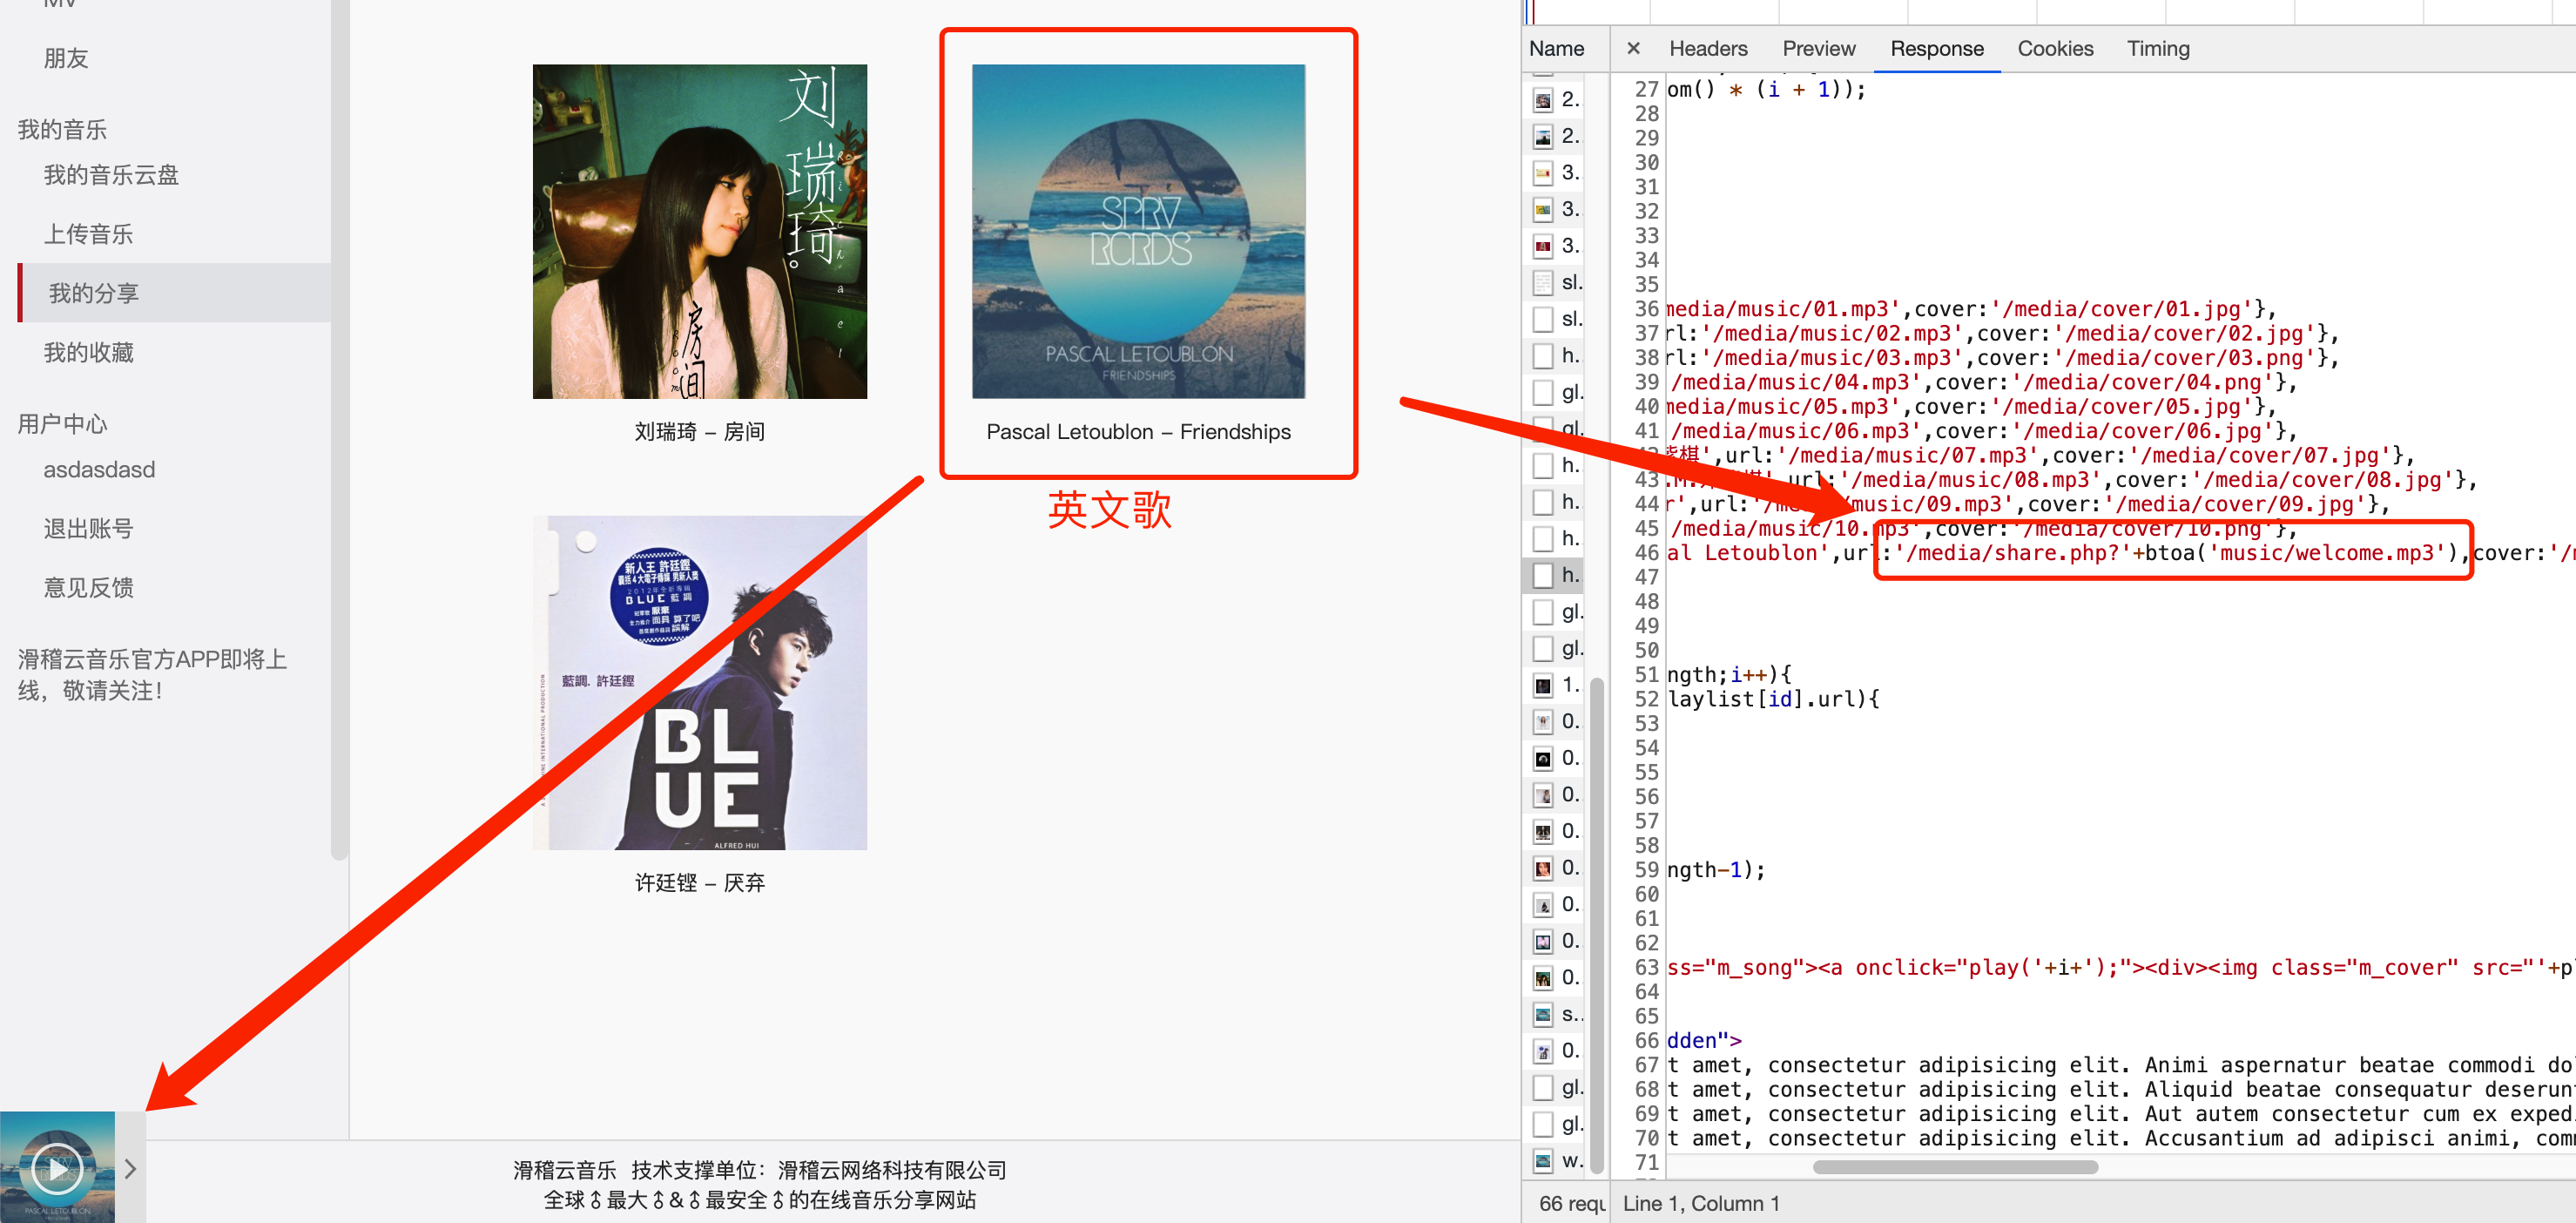 MV
朋友
我的音乐
我的音乐云盘
上传音乐
我的分享
我的收藏
用户中心
asdasdasd
退出账号
意见反馈
滑稽云音乐官方APP即将上
线，敬请关注！
刘瑞琦。
房间
刘瑞琦 – 房间
SPRV
RCRDS
PASCAL LETOUBLON
FRIENDSHIPS
Pascal Letoublon – Friendships
英文歌
新人王 許廷鏗
BLUE 藍調
藍調. 許廷鏗
BL
UE
ALFRED HUI
许廷铿 – 厌弃
滑稽云音乐 技术支撑单位：滑稽云网络科技有限公司
全球⇕最大⇕&⇕最安全⇕的在线音乐分享网站
Name
× Headers Preview Response Cookies Timing
2.
2.
3.
3.
3.
sl.
sl.
h.
gl.
gl.
h.
h.
h.
h.
gl.
gl.
1.
0.
0.
0.
0.
0.
0.
0.
0.
s.
0.
gl.
gl.
w.
27 om() * (i + 1));
28
29
30
31
32
33
34
35
36 media/music/01.mp3',cover:'/media/cover/01.jpg'},
37 rl:'/media/music/02.mp3',cover:'/media/cover/02.jpg'},
38 rl:'/media/music/03.mp3',cover:'/media/cover/03.png'},
39 /media/music/04.mp3',cover:'/media/cover/04.png'},
40 media/music/05.mp3',cover:'/media/cover/05.jpg'},
41 /media/music/06.mp3',cover:'/media/cover/06.jpg'},
42 紫棋',url:'/media/music/07.mp3',cover:'/media/cover/07.jpg'},
43 url:'/media/music/08.mp3',cover:'/media/cover/08.jpg'},
44 r',url:'/me music/09.mp3',cover:'/media/cover/09.jpg'},
45 /media/music/10.mp3',cover:'/media/cover/10.png'},
46 al Letoublon',url:'/media/share.php?'+btoa('music/welcome.mp3'),cover:'/m
47
48
49
50
51 ngth;i++){
52 laylist[id].url){
53
54
55
56
57
58
59 ngth-1);
60
61
62
63 ss="m_song"><a onclick="play('+i+');"><div><img class="m_cover" src="'+p
64
65
66 dden">
67 t amet, consectetur adipisicing elit. Animi aspernatur beatae commodi do
68 t amet, consectetur adipisicing elit. Aliquid beatae consequatur deserun
69 t amet, consectetur adipisicing elit. Aut autem consectetur cum ex exped
70 t amet, consectetur adipisicing elit. Accusantium ad adipisci animi, com
71
66 requ Line 1, Column 1